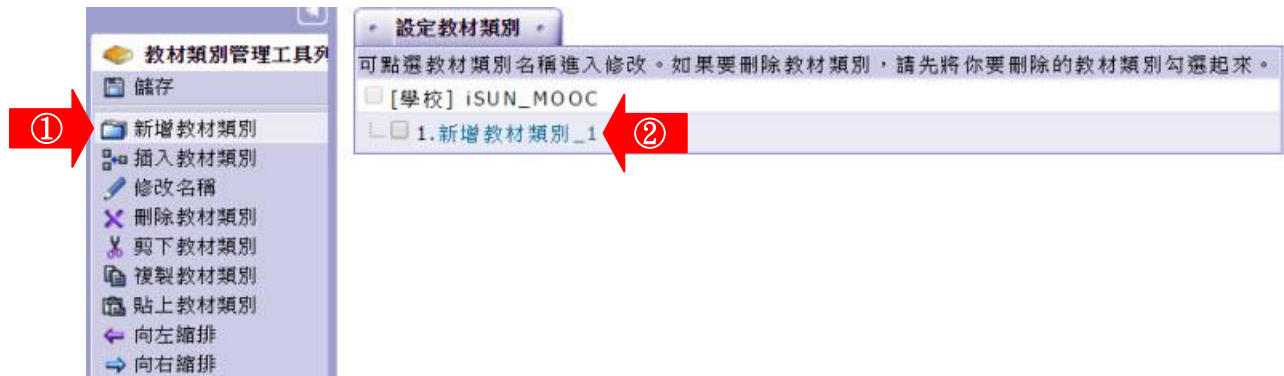 教材類別管理工具列
儲存
① 新增教材類別
插入教材類別
修改名稱
刪除教材類別
剪下教材類別
複製教材類別
貼上教材類別
向左縮排
向右縮排
設定教材類別
可點選教材類別名稱進入修改。如果要刪除教材類別，請先將你要刪除的教材類別勾選起來。
[學校] iSUN_MOOC
1.新增教材類別_1 ②